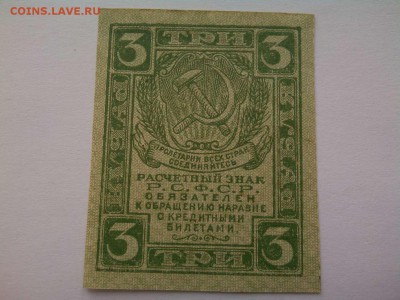 COINS.LAVE.RU
3 ТРИ 3
РУБЛЯ
РУБЛЯ
ПРОЛЕТАРИИ ВСЕХ СТРАН
СОЕДИНЯЙТЕСЬ
РАСЧЕТНЫЙ ЗНАК
Р.С.Ф.С.Р.
ОБЯЗАТЕЛЕН
К ОБРАЩЕНИЮ НАРАВНЕ
С КРЕДИТНЫМИ
БИЛЕТАМИ.
3 ТРИ 3